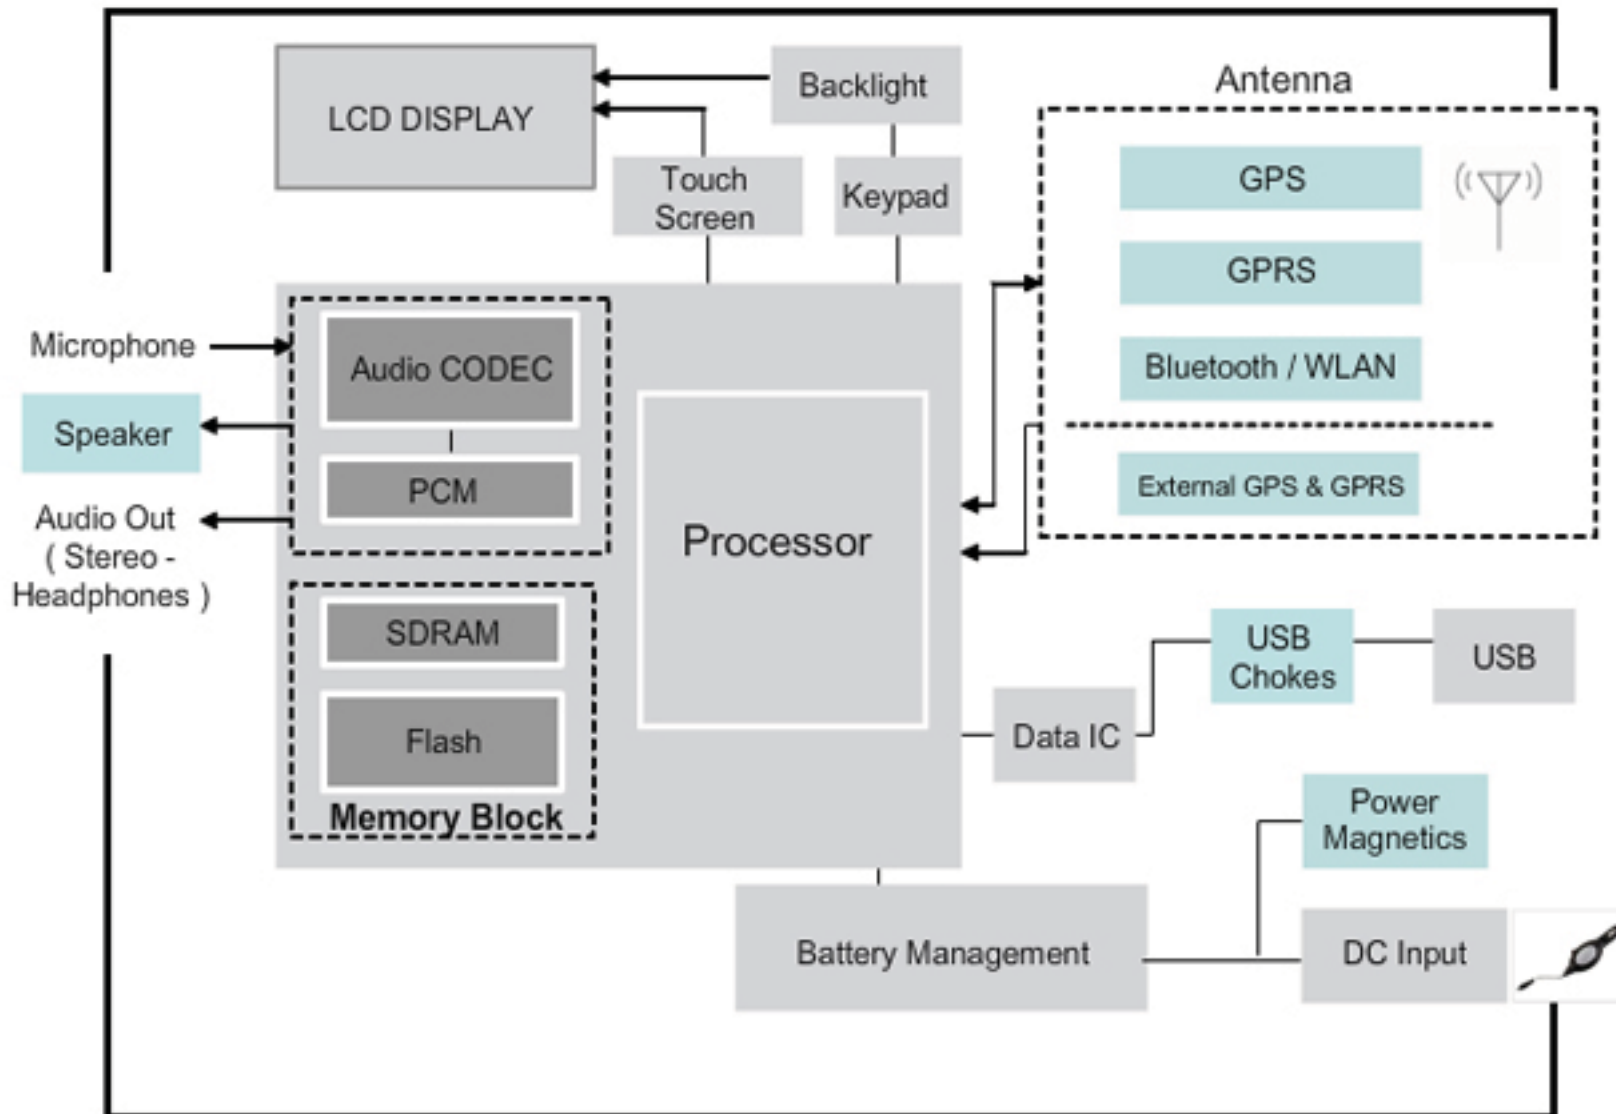 LCD DISPLAY
Backlight
Touch
Screen
Keypad
Antenna
GPS
GPRS
Bluetooth / WLAN
External GPS & GPRS
Microphone
Speaker
Audio Out
( Stereo -
Headphones )
Audio CODEC
PCM
SDRAM
Flash
Memory Block
Processor
Data IC
USB
Chokes
USB
Power
Magnetics
Battery Management
DC Input